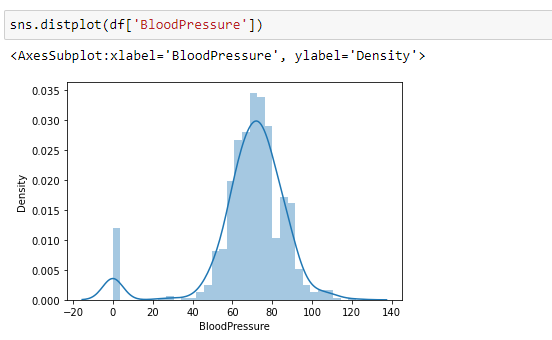 sns.distplot(df['BloodPressure'])
<AxesSubplot:xlabel='BloodPressure', ylabel='Density'>
0.035
0.030
0.025
0.020
0.015
0.010
0.005
0.000
Density
−20 0 20 40 60 80 100 120 140
BloodPressure